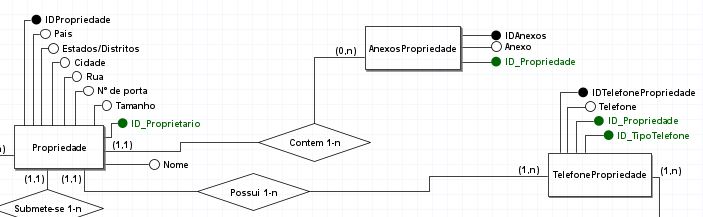 IDPropriedade
Pais
Estados/Distritos
Cidade
Rua
Nº de porta
Tamanho
ID_Proprietario
Propriedade
Nome
(1,1)
(1,1)
(1,1)
Submete-se 1-n
Contem 1-n
Possui 1-n
(0,n)
AnexosPropriedade
IDAnexos
Anexo
ID_Propriedade
IDTelefonePropriedade
Telefone
ID_Propriedade
ID_TipoTelefone
(1,n)
TelefonePropriedade
(1,n)